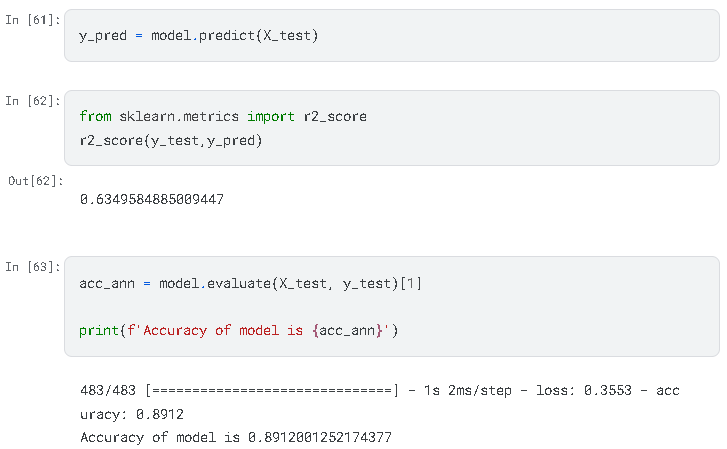 In [61]:
y_pred = model.predict(X_test)
In [62]:
from sklearn.metrics import r2_score
r2_score(y_test,y_pred)
Out[62]:
0.6349584885009447
In [63]:
acc_ann = model.evaluate(X_test, y_test)[1]
print(f'Accuracy of model is {acc_ann}')
483/483 [==============================] - 1s 2ms/step - loss: 0.3553 - acc
uracy: 0.8912
Accuracy of model is 0.8912001252174377